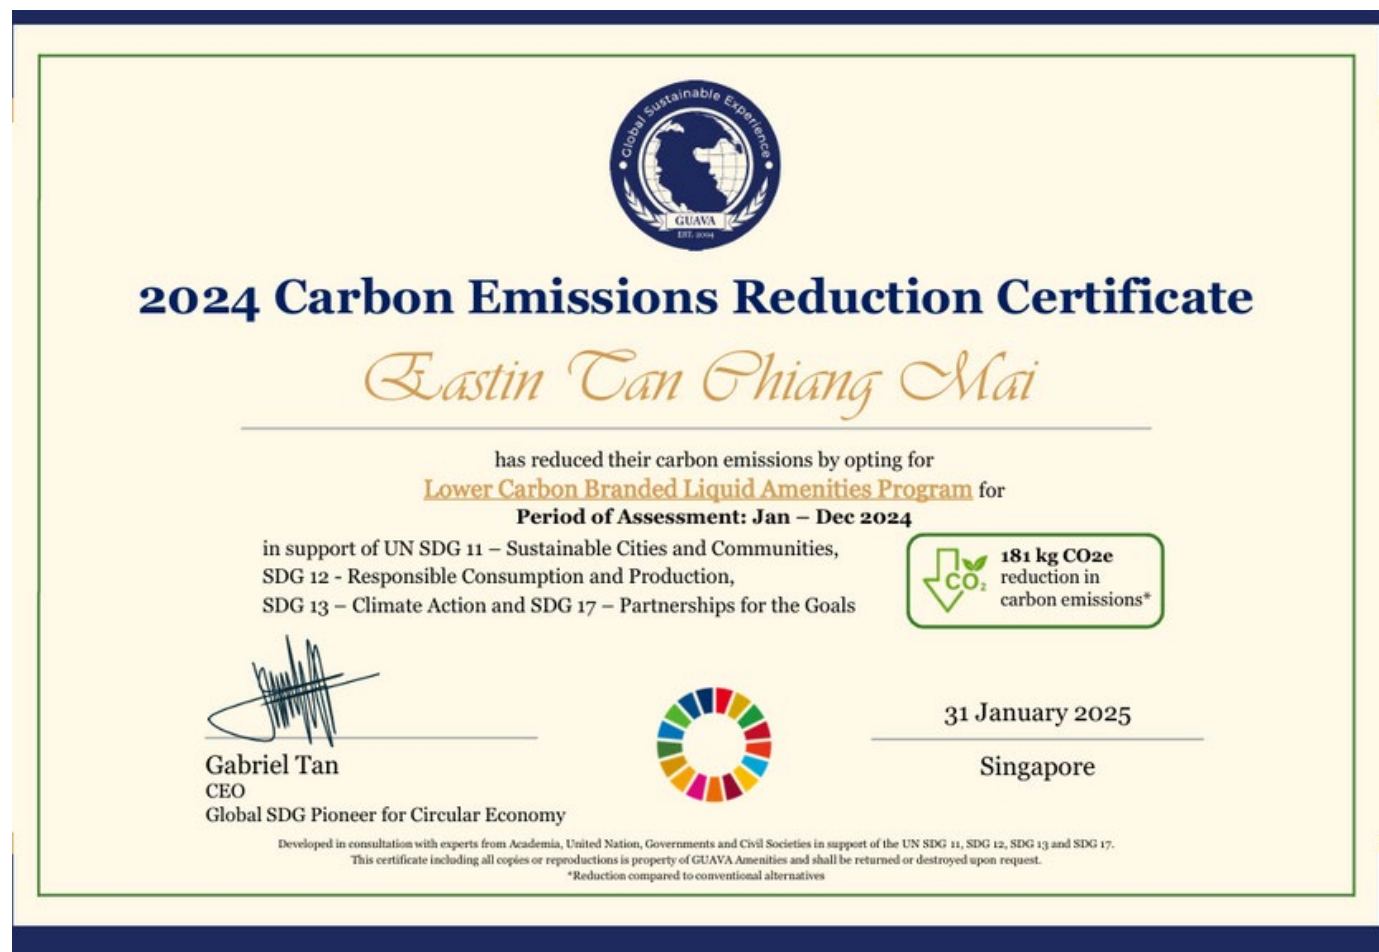 Global Sustainable Experience
GUAVA
EST. 2094
2024 Carbon Emissions Reduction Certificate
Eastin Tan Chiang Mai
has reduced their carbon emissions by opting for
Lower Carbon Branded Liquid Amenities Program for
Period of Assessment: Jan – Dec 2024
in support of UN SDG 11 – Sustainable Cities and Communities,
SDG 12 - Responsible Consumption and Production,
SDG 13 – Climate Action and SDG 17 – Partnerships for the Goals
CO₂
181 kg CO2e
reduction in
carbon emissions*
Gabriel Tan
CEO
Global SDG Pioneer for Circular Economy
31 January 2025
Singapore
Developed in consultation with experts from Academia, United Nation, Governments and Civil Societies in support of the UN SDG 11, SDG 12, SDG 13 and SDG 17.
This certificate including all copies or reproductions is property of GUAVA Amenities and shall be returned or destroyed upon request.
*Reduction compared to conventional alternatives